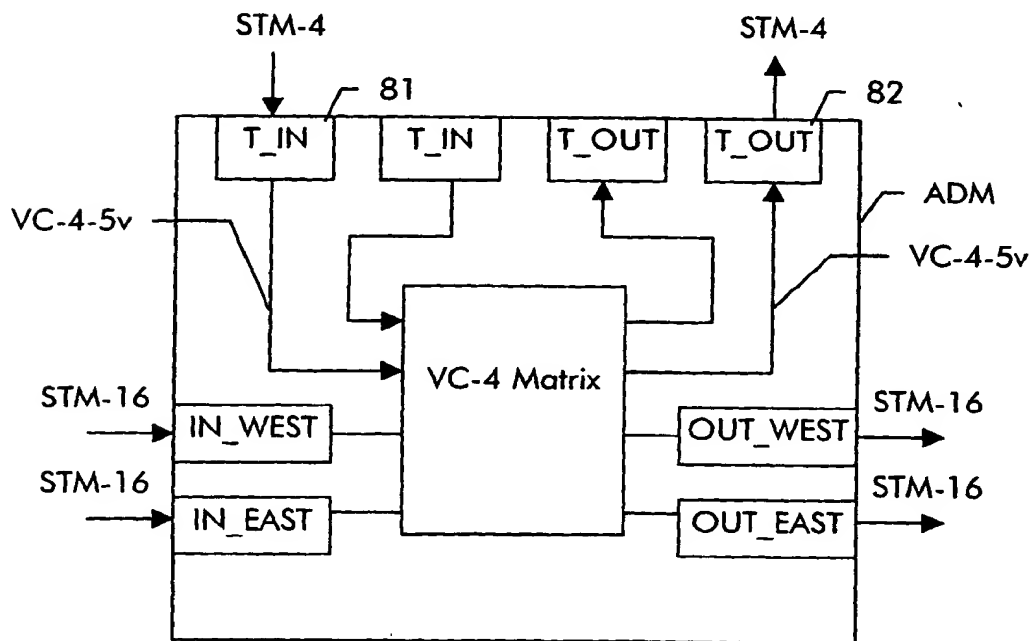 STM-4
STM-4
81
82
T_IN
T_IN
T_OUT
T_OUT
ADM
VC-4-5v
VC-4-5v
VC-4 Matrix
STM-16
IN_WEST
OUT_WEST
STM-16
STM-16
IN_EAST
OUT_EAST
STM-16